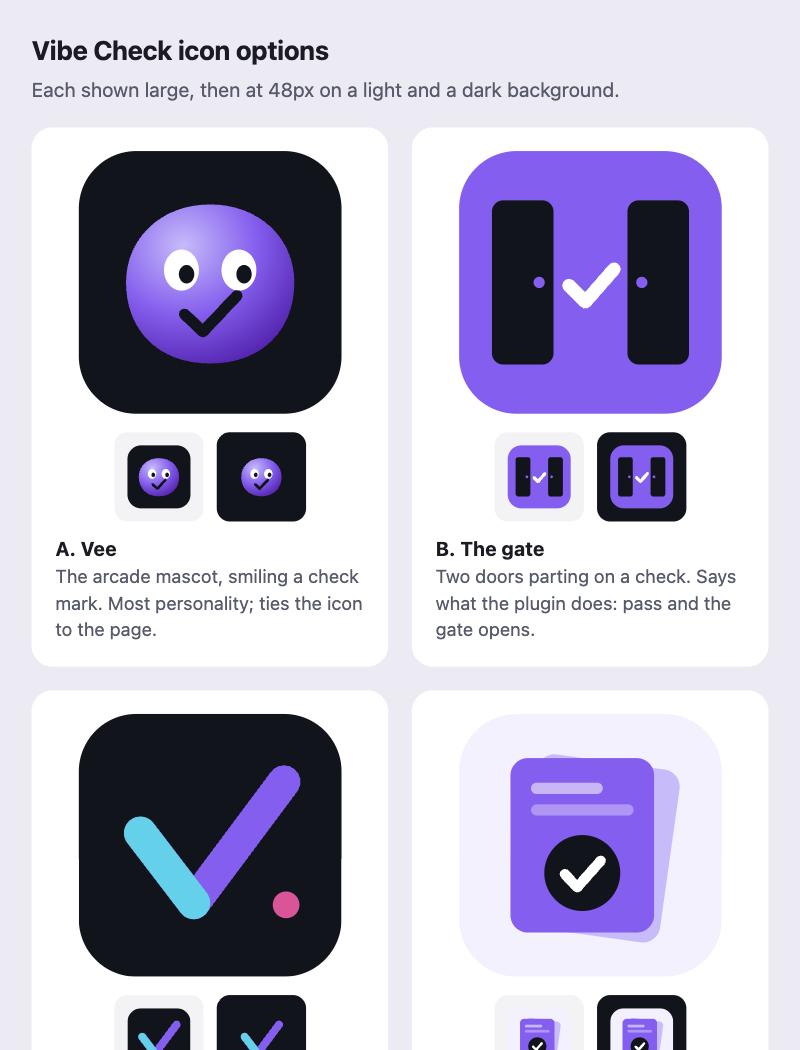 Vibe Check icon options
Each shown large, then at 48px on a light and a dark background.
A. Vee
The arcade mascot, smiling a check
mark. Most personality; ties the icon
to the page.
B. The gate
Two doors parting on a check. Says
what the plugin does: pass and the
gate opens.